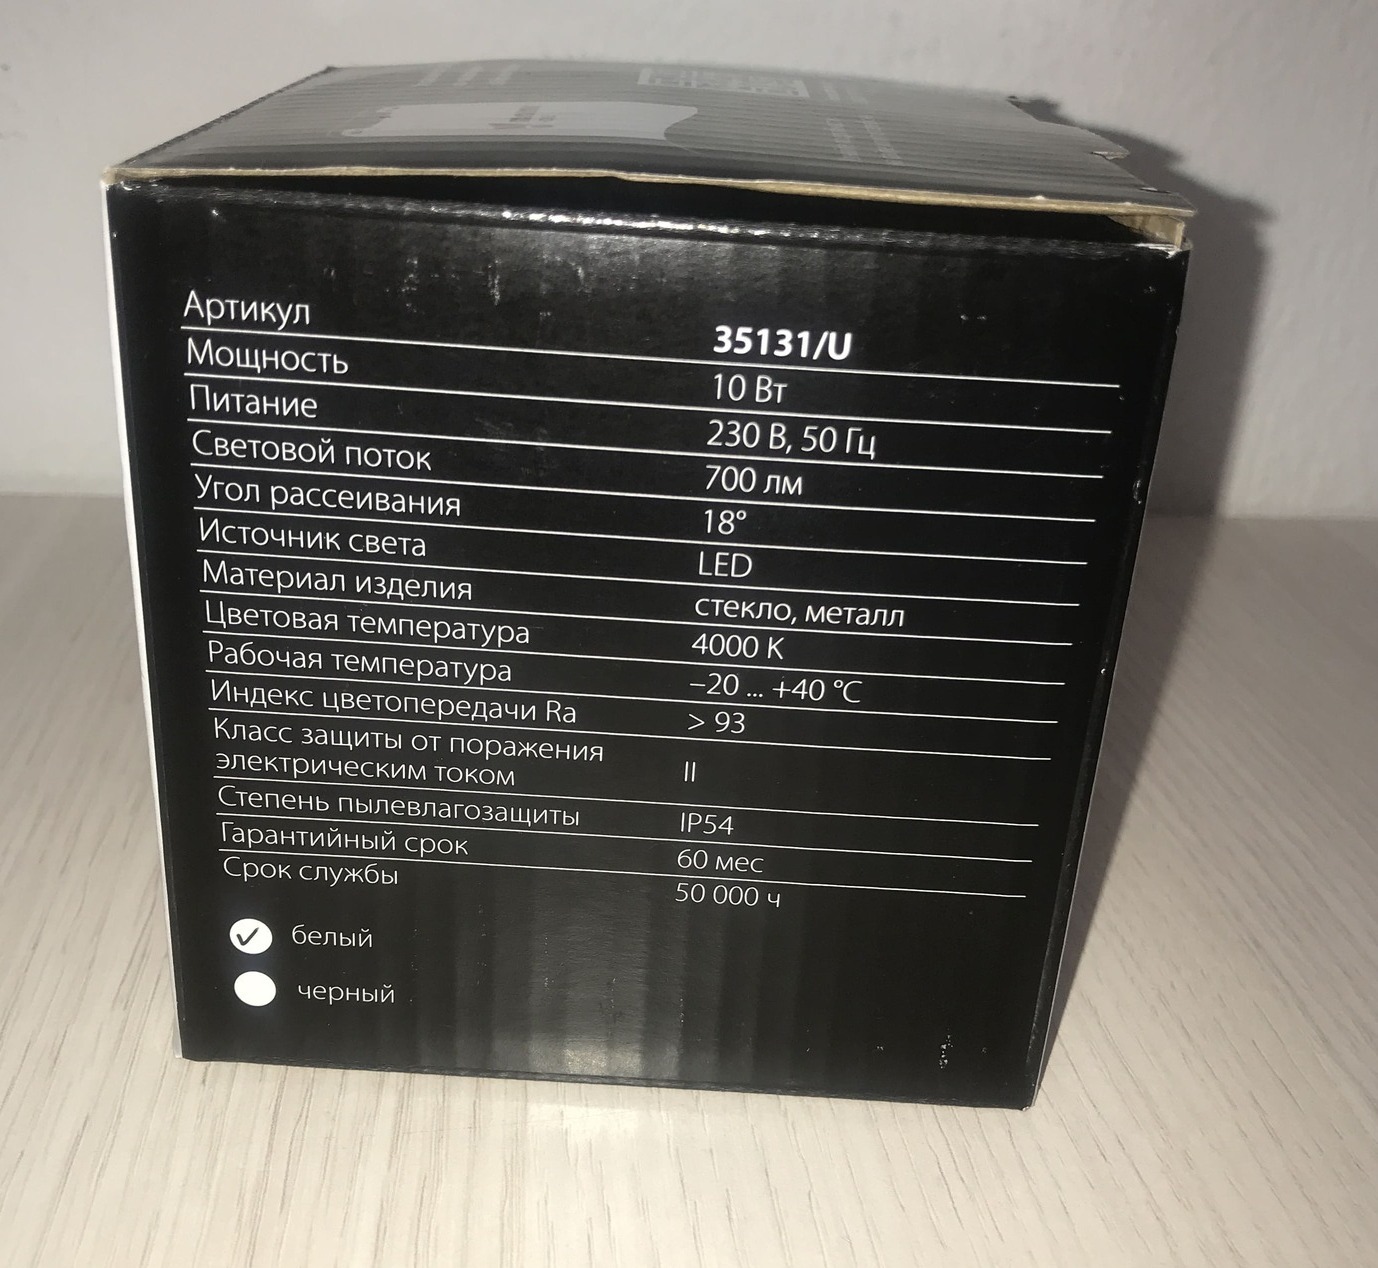 Артикул 35131/U
Мощность 10 Вт
Питание 230 В, 50 Гц
Световой поток 700 лм
Угол рассеивания 18°
Источник света LED
Материал изделия стекло, металл
Цветовая температура 4000 К
Рабочая температура –20 ... +40 °С
Индекс цветопередачи Ra > 93
Класс защиты от поражения
электрическим током II
Степень пылевлагозащиты IP54
Гарантийный срок 60 мес
Срок службы 50 000 ч
белый
черный